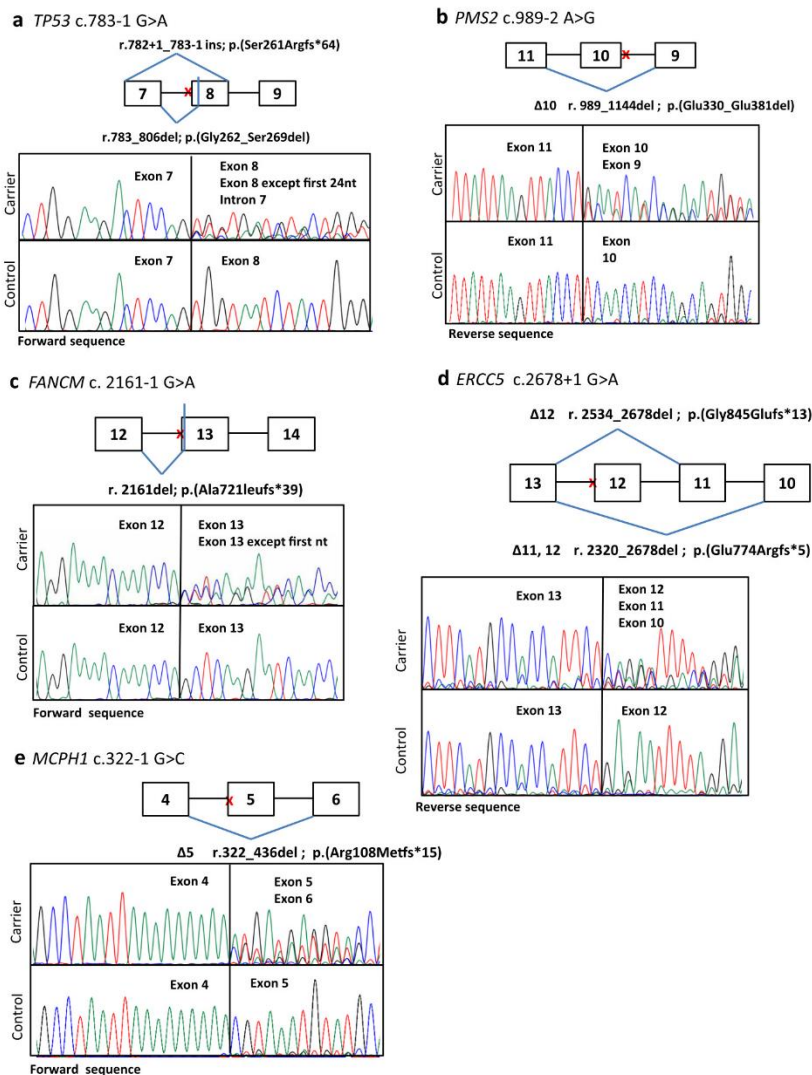 a TP53 c.783-1 G>A
r.782+1_783-1 ins; p.(Ser261Argfs*64)
7 x 8 9
r.783_806del; p.(Gly262_Ser269del)
Carrier
Exon 7
Exon 8
Exon 8 except first 24nt
Intron 7
Control
Exon 7
Exon 8
Forward sequence
b PMS2 c.989-2 A>G
11 10 x 9
Δ10 r. 989_1144del; p.(Glu330_Glu381del)
Carrier
Exon 11
Exon 10
Exon 9
Control
Exon 11
Exon
10
Reverse sequence
c FANCM c. 2161-1 G>A
12 x 13 14
r. 2161del; p.(Ala721leufs*39)
Carrier
Exon 12
Exon 13
Exon 13 except first nt
Control
Exon 12
Exon 13
Forward sequence
d ERCC5 c.2678+1 G>A
Δ12 r. 2534_2678del ; p.(Gly845Glufs*13)
13 x 12 11 10
Δ11, 12 r. 2320_2678del ; p.(Glu774Argfs*5)
Carrier
Exon 13
Exon 12
Exon 11
Exon 10
Control
Exon 13
Exon 12
Reverse sequence
e MCPH1 c.322-1 G>C
4 x 5 6
Δ5 r.322_436del ; p.(Arg108Metfs*15)
Carrier
Exon 4
Exon 5
Exon 6
Control
Exon 4
Exon 5
Forward sequence